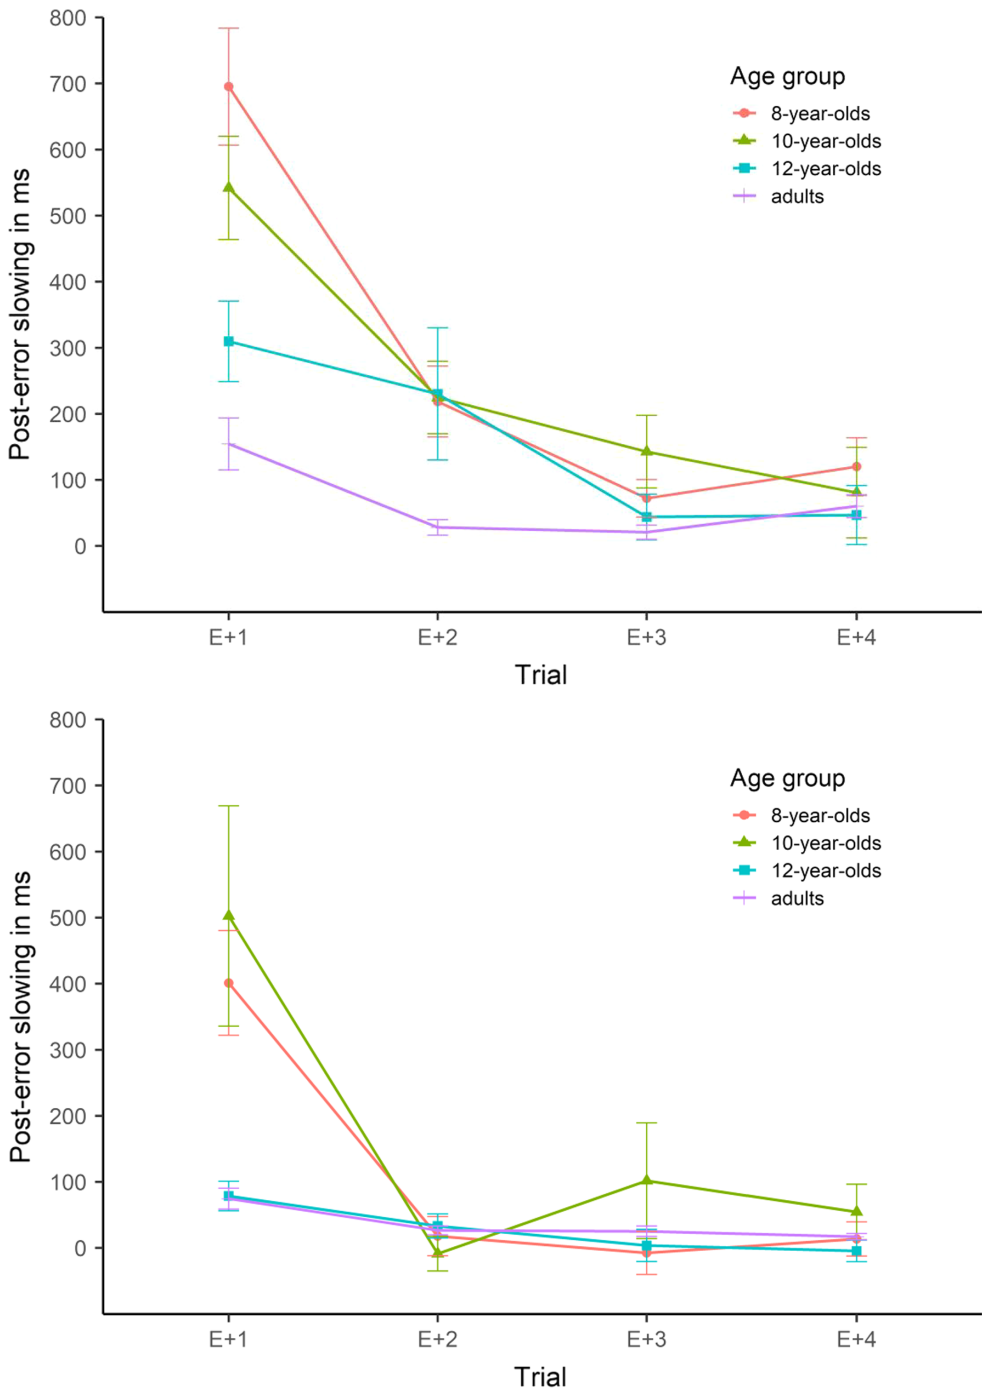 800
700
600
500
400
300
200
100
0
Post-error slowing in ms
Age group
8-year-olds
10-year-olds
12-year-olds
adults
E+1 E+2 E+3 E+4
Trial
800
700
600
500
400
300
200
100
0
Post-error slowing in ms
Age group
8-year-olds
10-year-olds
12-year-olds
adults
E+1 E+2 E+3 E+4
Trial